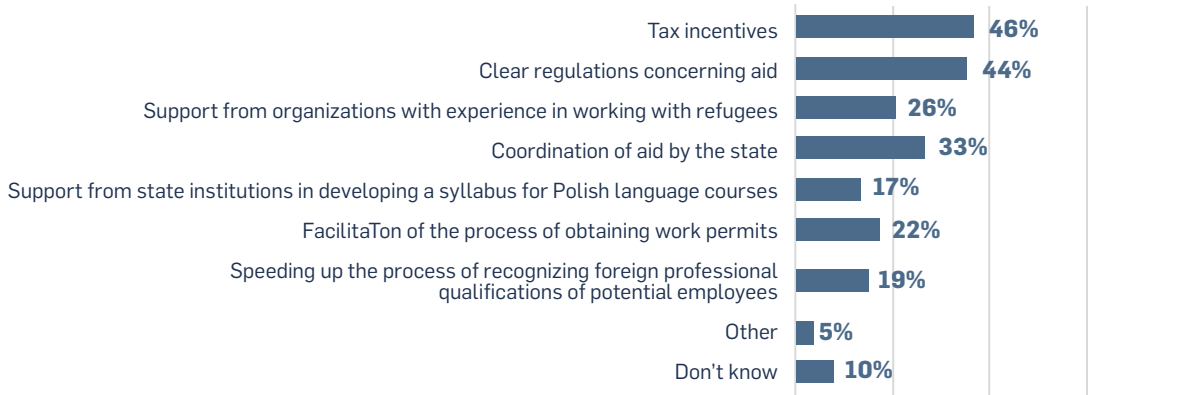 Tax incentives 46%
Clear regulations concerning aid 44%
Support from organizations with experience in working with refugees 26%
Coordination of aid by the state 33%
Support from state institutions in developing a syllabus for Polish language courses 17%
FacilitaTon of the process of obtaining work permits 22%
Speeding up the process of recognizing foreign professional
qualifications of potential employees 19%
Other 5%
Don't know 10%